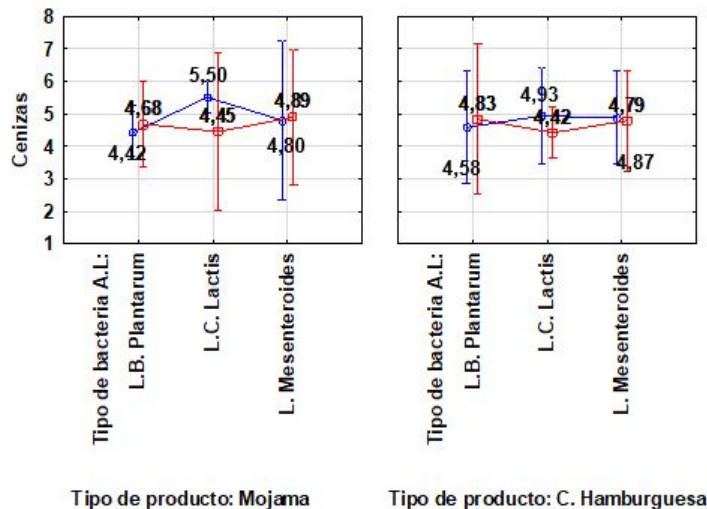 Cenizas
8
7
6
5
4
3
2
1
4,42
4,68
5,50
4,45
4,80
4,89
4,58
4,83
4,93
4,42
4,87
4,79
Tipo de bacteria A.L:
L.B. Plantarum
L.C. Lactis
L. Mesenteroides
Tipo de bacteria A.L:
L.B. Plantarum
L.C. Lactis
L. Mesenteroides
Tipo de producto: Mojama
Tipo de producto: C. Hamburguesa